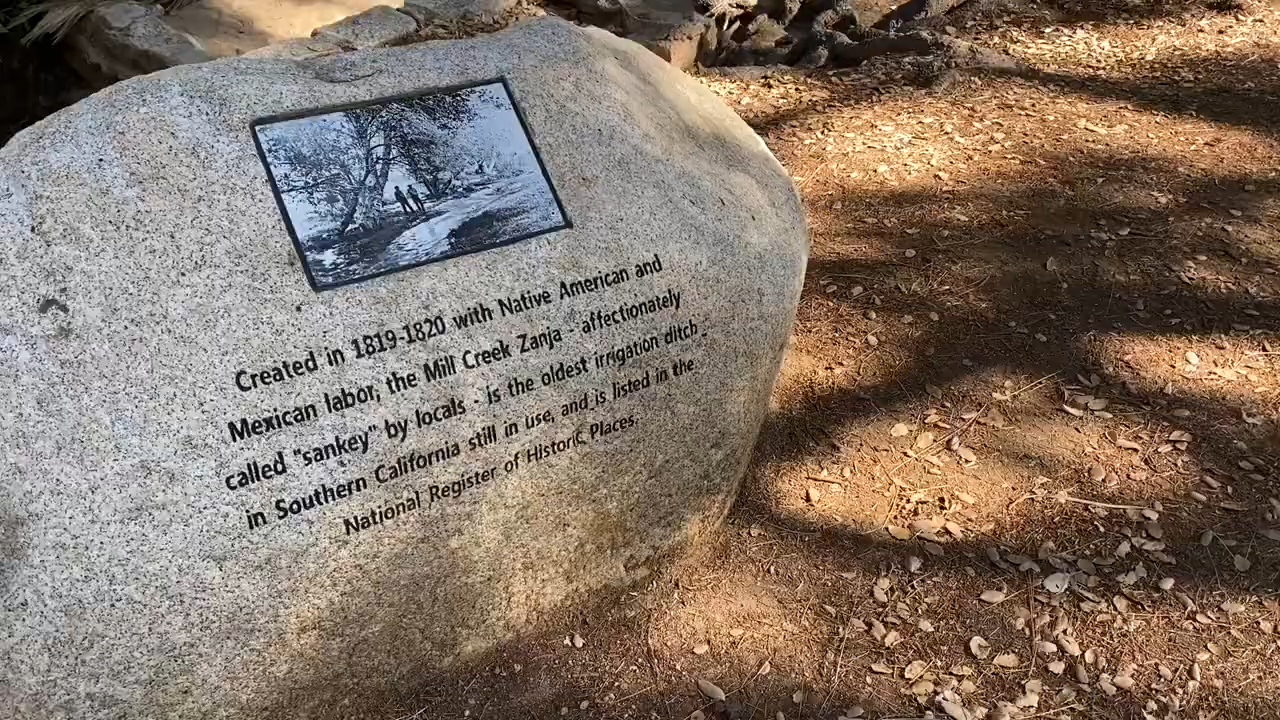 Created in 1819-1820 with Native American and
Mexican labor, the Mill Creek Zanja - affectionately
called "sankey" by locals - is the oldest irrigation ditch -
in Southern California still in use, and is listed in the
National Register of Historic Places.